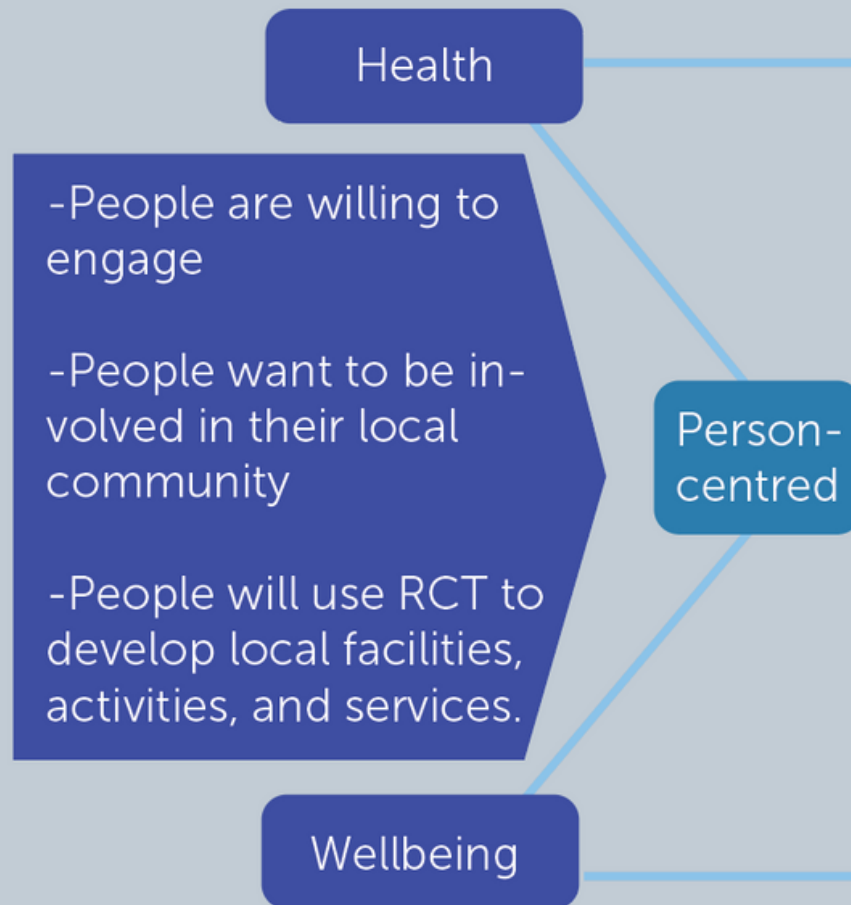 Health
-People are willing to
engage
-People want to be in-
volved in their local
community
-People will use RCT to
develop local facilities,
activities, and services.
Person-
centred
Wellbeing